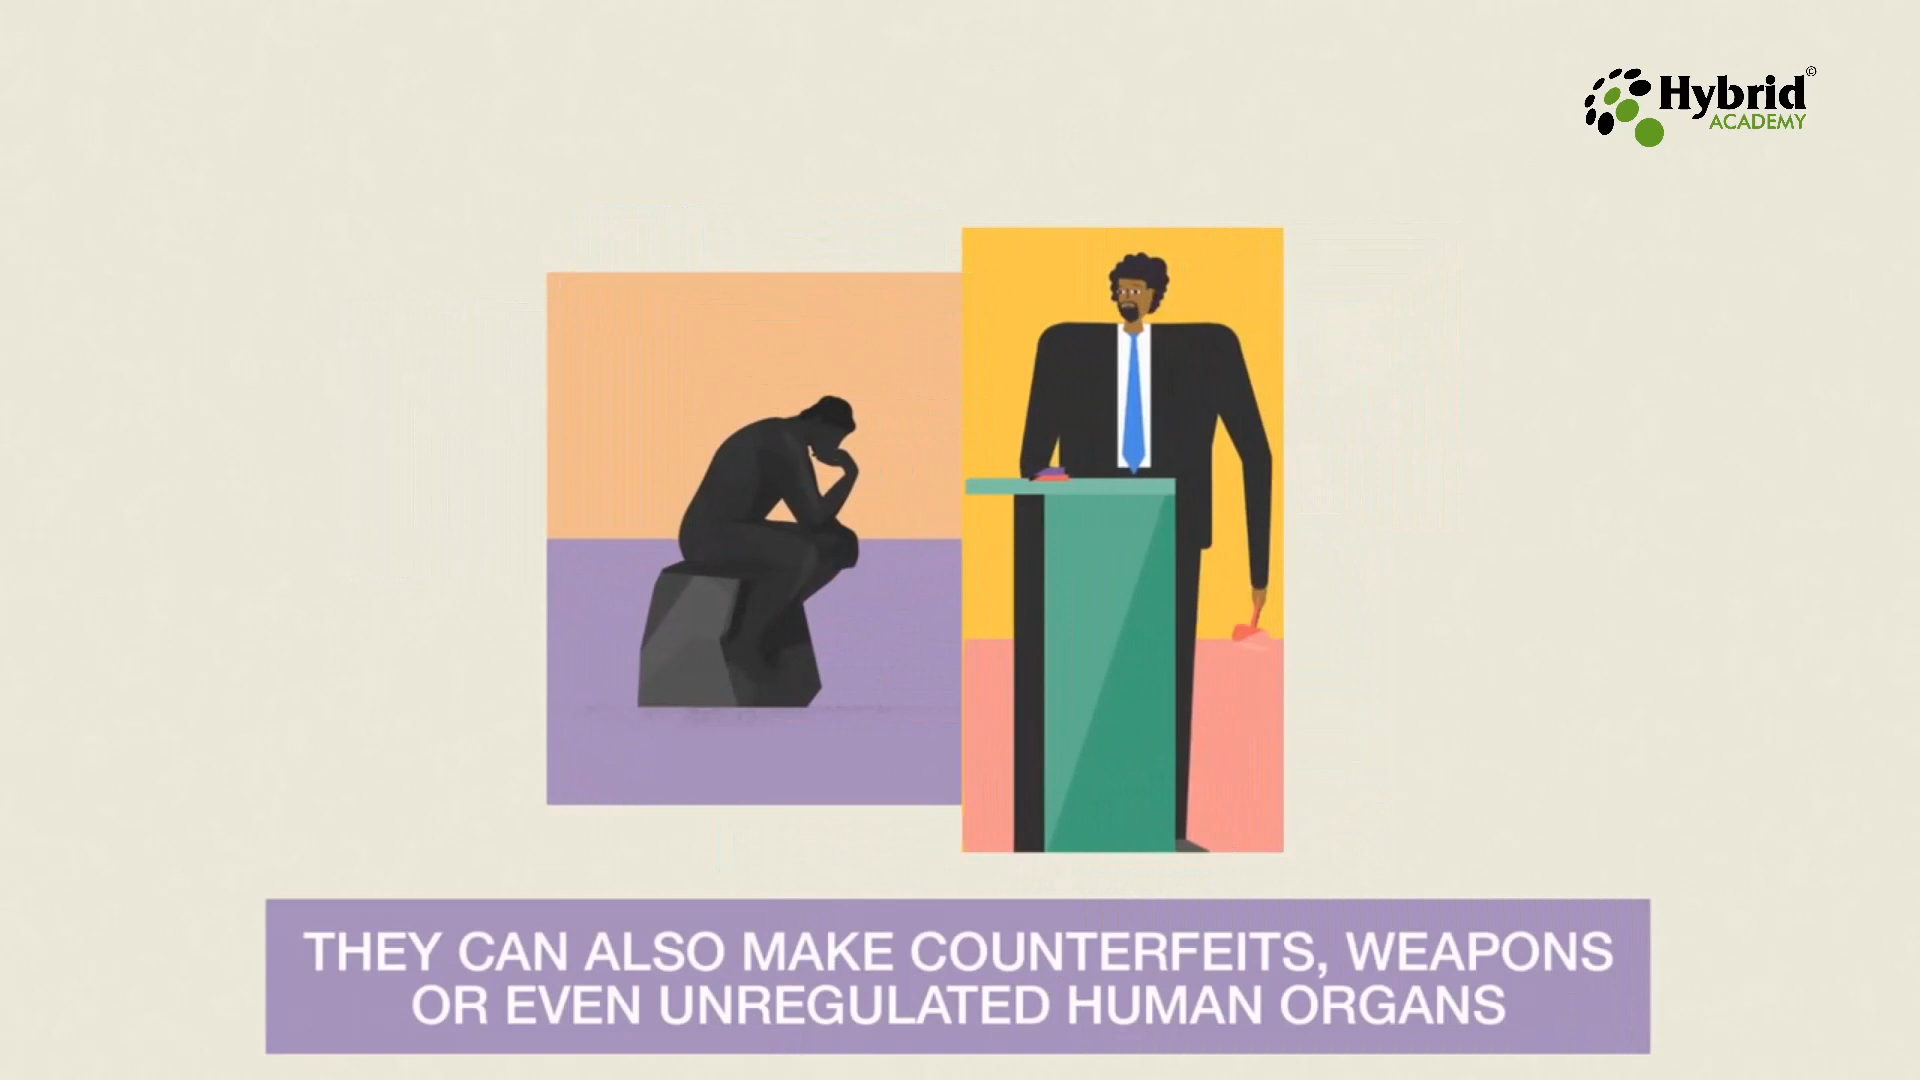 Hybrid©
ACADEMY
THEY CAN ALSO MAKE COUNTERFEITS, WEAPONS
OR EVEN UNREGULATED HUMAN ORGANS